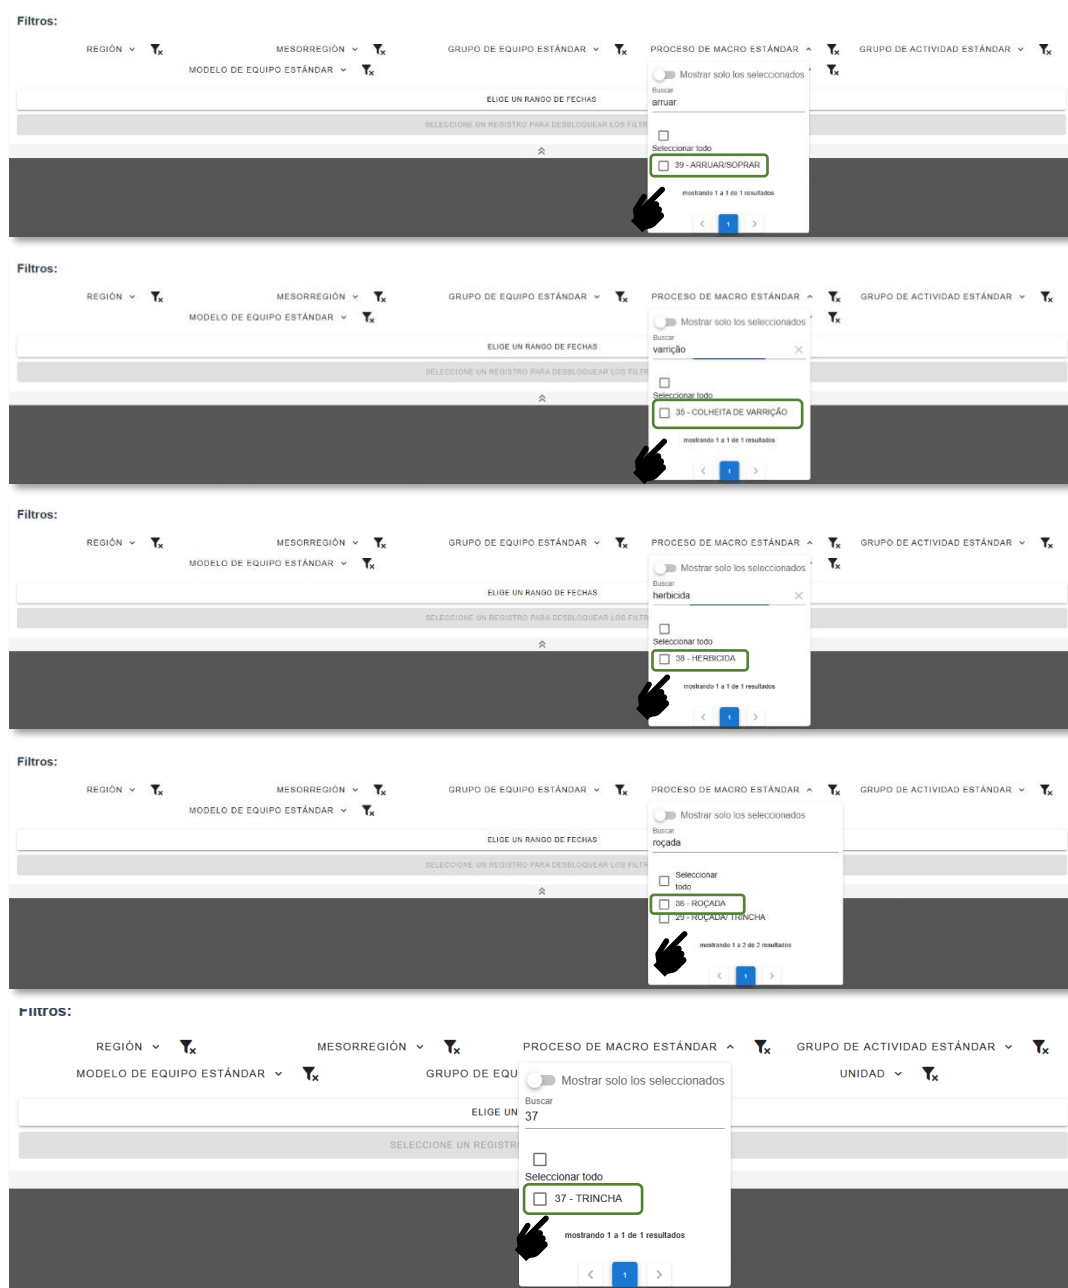 Filtros:
REGIÓN MESORREGIÓN GRUPO DE EQUIPO ESTÁNDAR PROCESO DE MACRO ESTÁNDAR GRUPO DE ACTIVIDAD ESTÁNDAR
MODELO DE EQUIPO ESTÁNDAR
Mostrar solo los seleccionados
Buscar
ELIGE UN RANGO DE FECHAS
arruar
SELECCIONE UN REGISTRO PARA DESBLOQUEAR LOS FILTR
Seleccionar todo
39 - ARRUAR/SOPRAR
mostrando 1 a 1 de 1 resultados
1
Filtros:
REGIÓN MESORREGIÓN GRUPO DE EQUIPO ESTÁNDAR PROCESO DE MACRO ESTÁNDAR GRUPO DE ACTIVIDAD ESTÁNDAR
MODELO DE EQUIPO ESTÁNDAR
Mostrar solo los seleccionados
Buscar
ELIGE UN RANGO DE FECHAS
varrição
SELECCIONE UN REGISTRO PARA DESBLOQUEAR LOS FILTR
Seleccionar todo
35 - COLHEITA DE VARRIÇÃO
mostrando 1 a 1 de 1 resultados
1
Filtros:
REGIÓN MESORREGIÓN GRUPO DE EQUIPO ESTÁNDAR PROCESO DE MACRO ESTÁNDAR GRUPO DE ACTIVIDAD ESTÁNDAR
MODELO DE EQUIPO ESTÁNDAR
Mostrar solo los seleccionados
Buscar
ELIGE UN RANGO DE FECHAS
herbicida
SELECCIONE UN REGISTRO PARA DESBLOQUEAR LOS FILTR
Seleccionar todo
38 - HERBICIDA
mostrando 1 a 1 de 1 resultados
1
Filtros:
REGIÓN MESORREGIÓN GRUPO DE EQUIPO ESTÁNDAR PROCESO DE MACRO ESTÁNDAR GRUPO DE ACTIVIDAD ESTÁNDAR
MODELO DE EQUIPO ESTÁNDAR
Mostrar solo los seleccionados
Buscar
ELIGE UN RANGO DE FECHAS
roçada
SELECCIONE UN REGISTRO PARA DESBLOQUEAR LOS FILTR
Seleccionar
todo
36 - ROÇADA
29 - ROÇADA/ TRINCHA
mostrando 1 a 2 de 2 resultados
1
Filtros:
REGIÓN MESORREGIÓN PROCESO DE MACRO ESTÁNDAR GRUPO DE ACTIVIDAD ESTÁNDAR
MODELO DE EQUIPO ESTÁNDAR GRUPO DE EQU UNIDAD
Mostrar solo los seleccionados
Buscar
ELIGE UN
37
SELECCIONE UN REGISTR
Seleccionar todo
37 - TRINCHA
mostrando 1 a 1 de 1 resultados
1